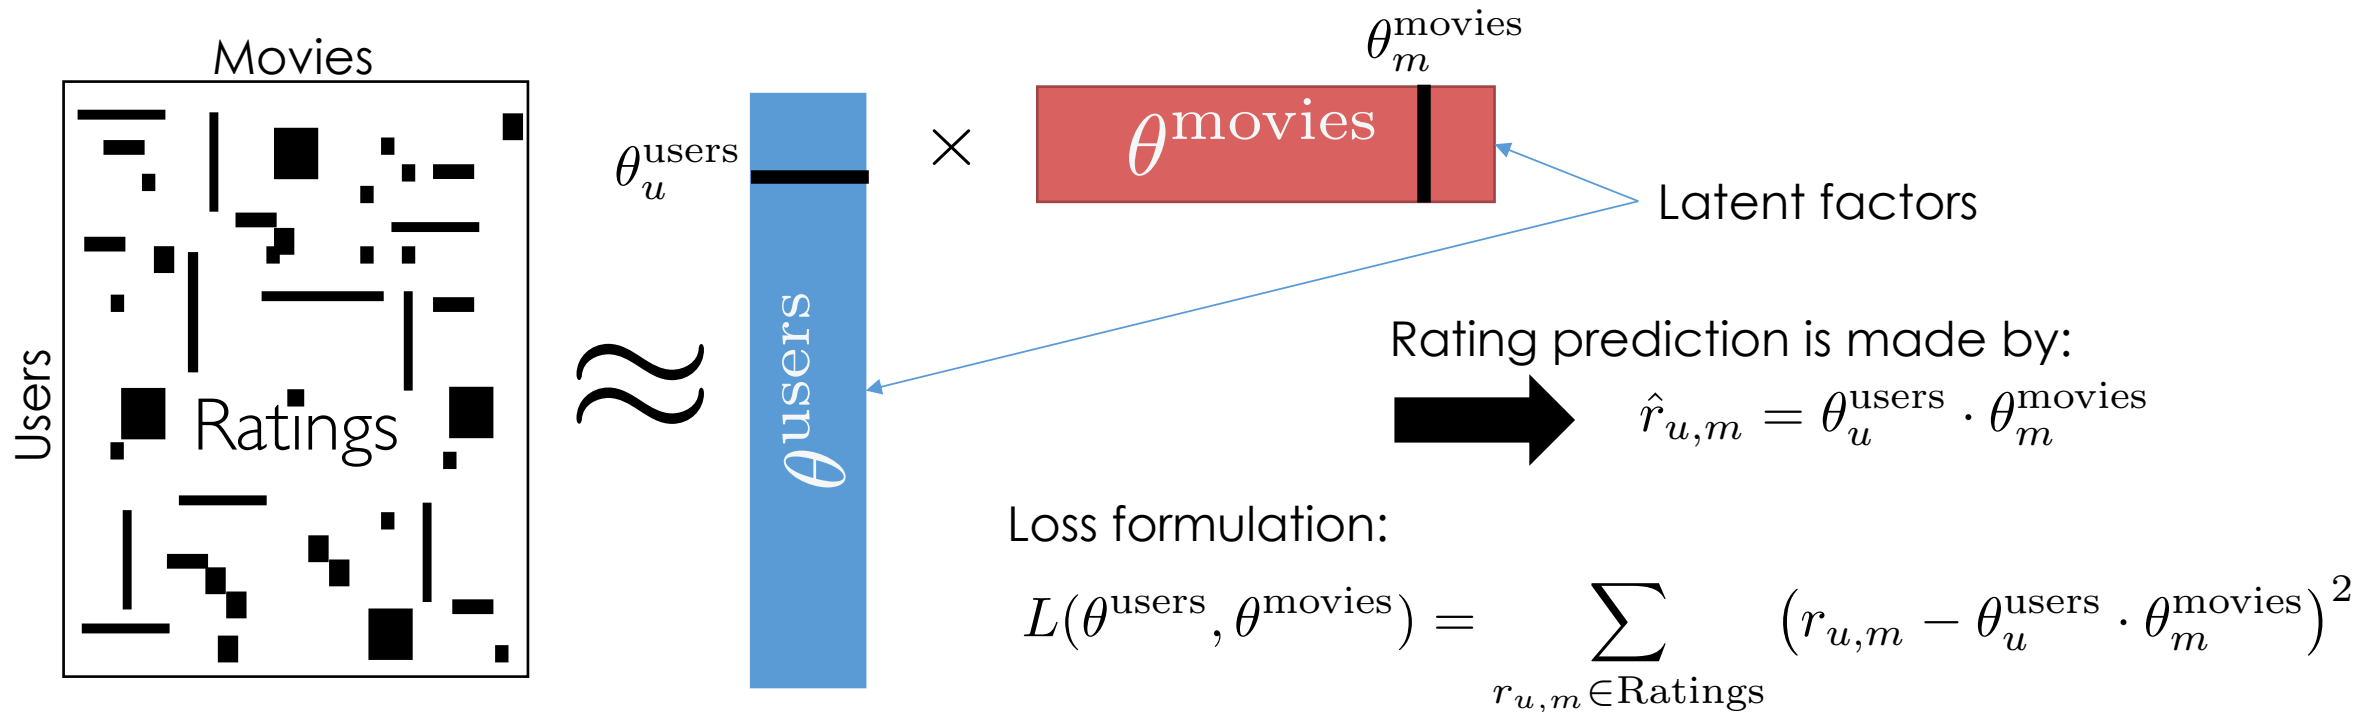 Movies
Users
Ratings
≈
θ_u^users
θ^users
×
θ_m^movies
θ^movies
Latent factors
Rating prediction is made by:
r̂_{u,m} = θ_u^users · θ_m^movies
Loss formulation:
L(θ^users, θ^movies) = ∑_{r_{u,m}∈Ratings} (r_{u,m} − θ_u^users · θ_m^movies)^2